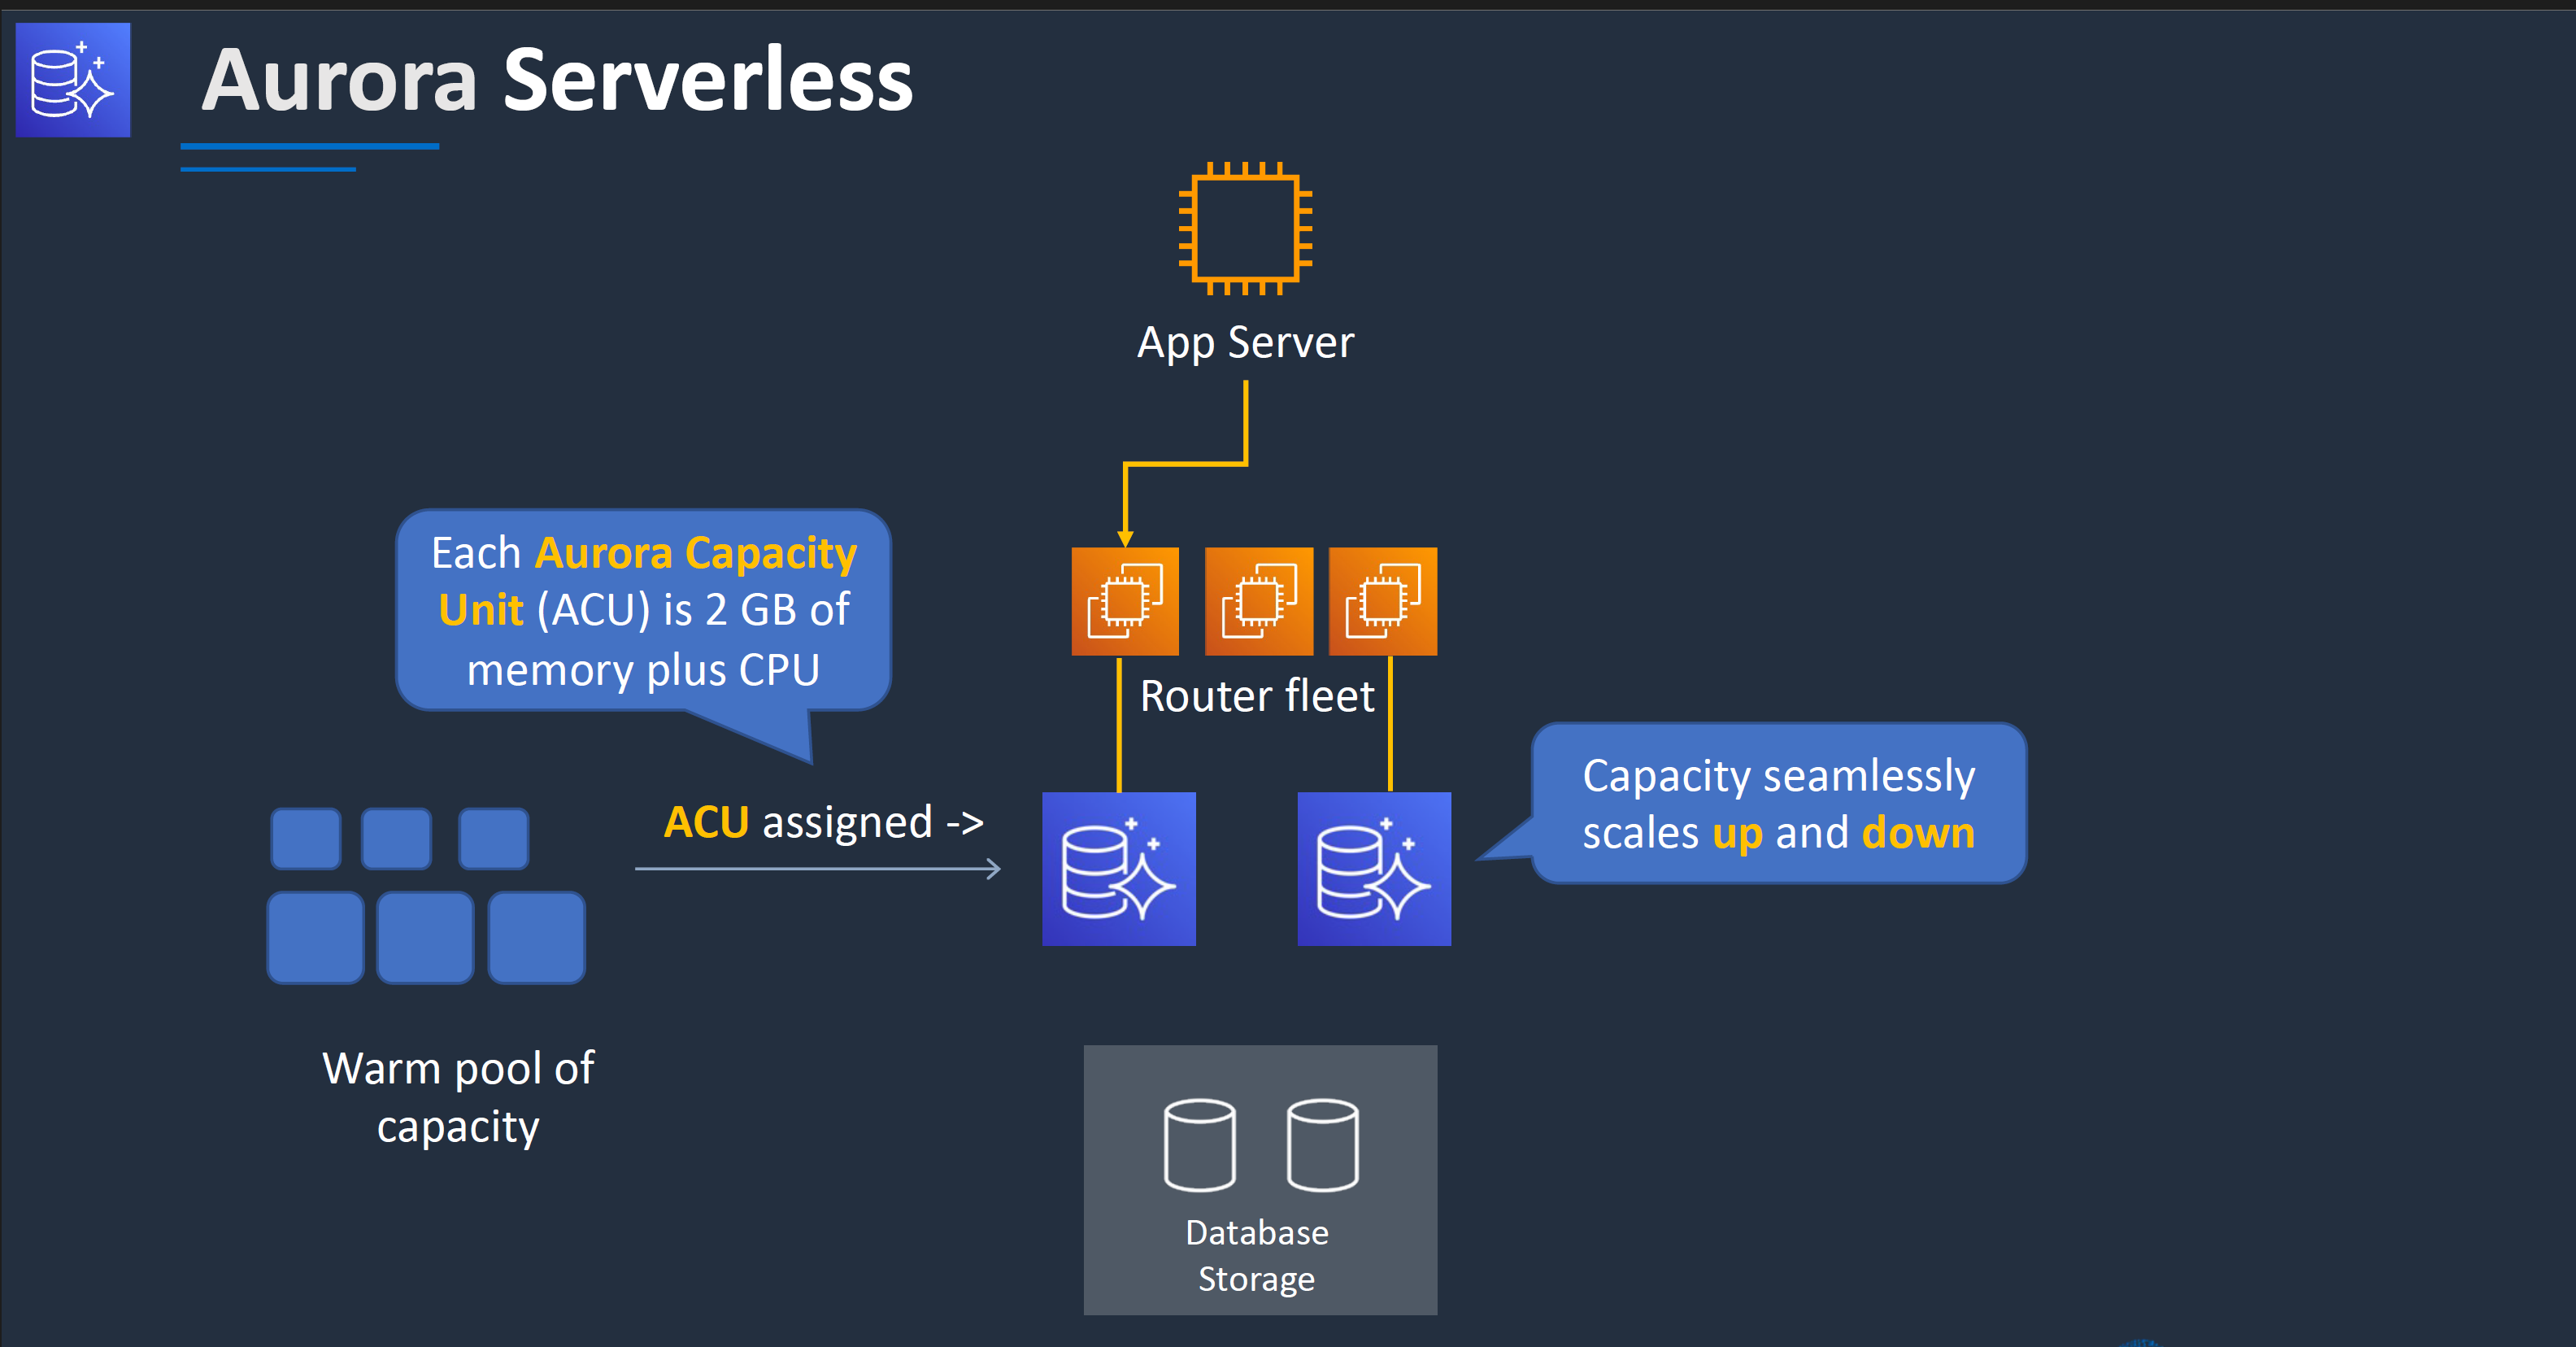 Aurora Serverless
App Server
Each Aurora Capacity
Unit (ACU) is 2 GB of
memory plus CPU
Router fleet
Capacity seamlessly
scales up and down
ACU assigned ->
Warm pool of
capacity
Database
Storage